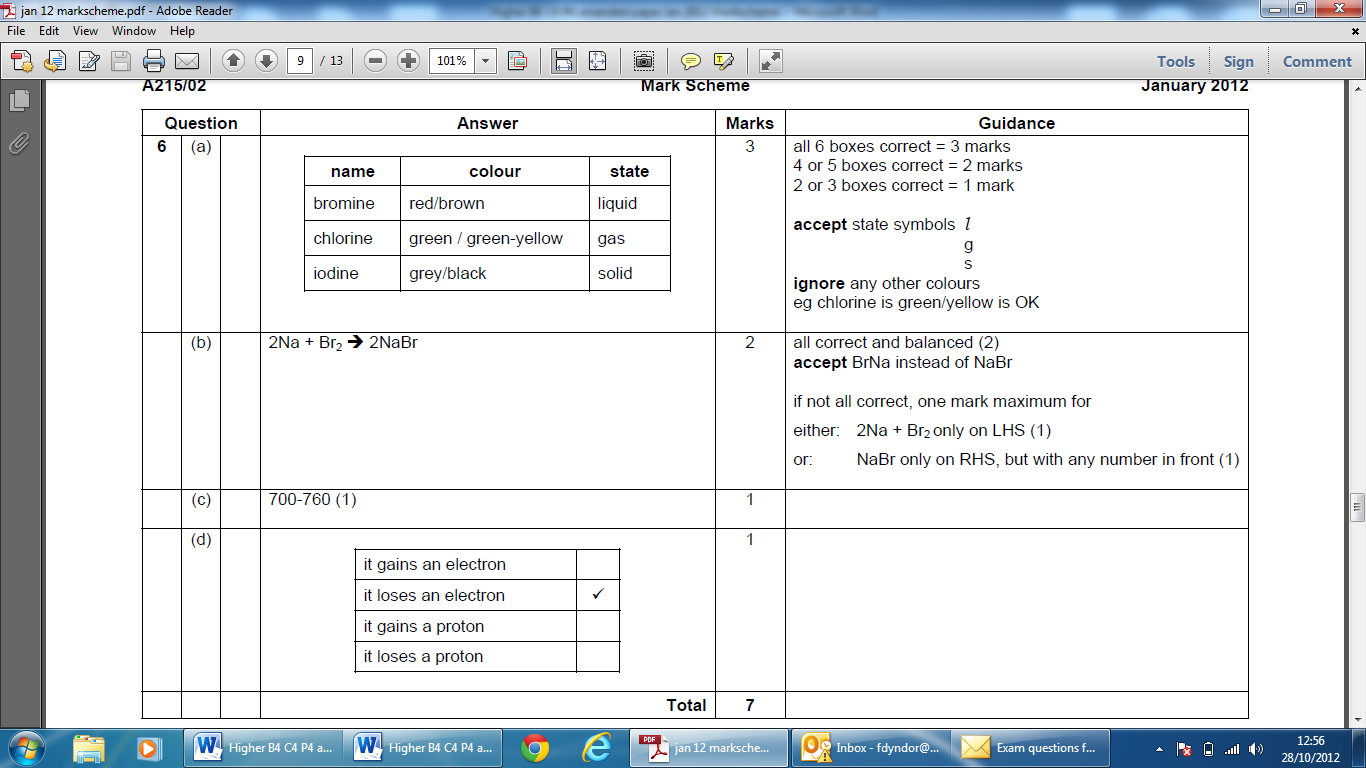 jan 12 markscheme.pdf - Adobe Reader
File Edit View Window Help
9 / 13 101% Tools Sign Comment
A215/02 Mark Scheme January 2012
Question Answer Marks Guidance
6 (a) 3 all 6 boxes correct = 3 marks
4 or 5 boxes correct = 2 marks
2 or 3 boxes correct = 1 mark
name colour state
bromine red/brown liquid
chlorine green / green-yellow gas
iodine grey/black solid
accept state symbols l
g
s
ignore any other colours
eg chlorine is green/yellow is OK
(b) 2Na + Br2 → 2NaBr 2 all correct and balanced (2)
accept BrNa instead of NaBr
if not all correct, one mark maximum for
either: 2Na + Br2 only on LHS (1)
or: NaBr only on RHS, but with any number in front (1)
(c) 700-760 (1) 1
(d) 1
it gains an electron
it loses an electron ✓
it gains a proton
it loses a proton
Total 7
Higher B4 C4 P4 a... Higher B4 C4 P4 a... jan 12 marksche... Inbox - fdyndor@... Exam questions f... 12:56
28/10/2012